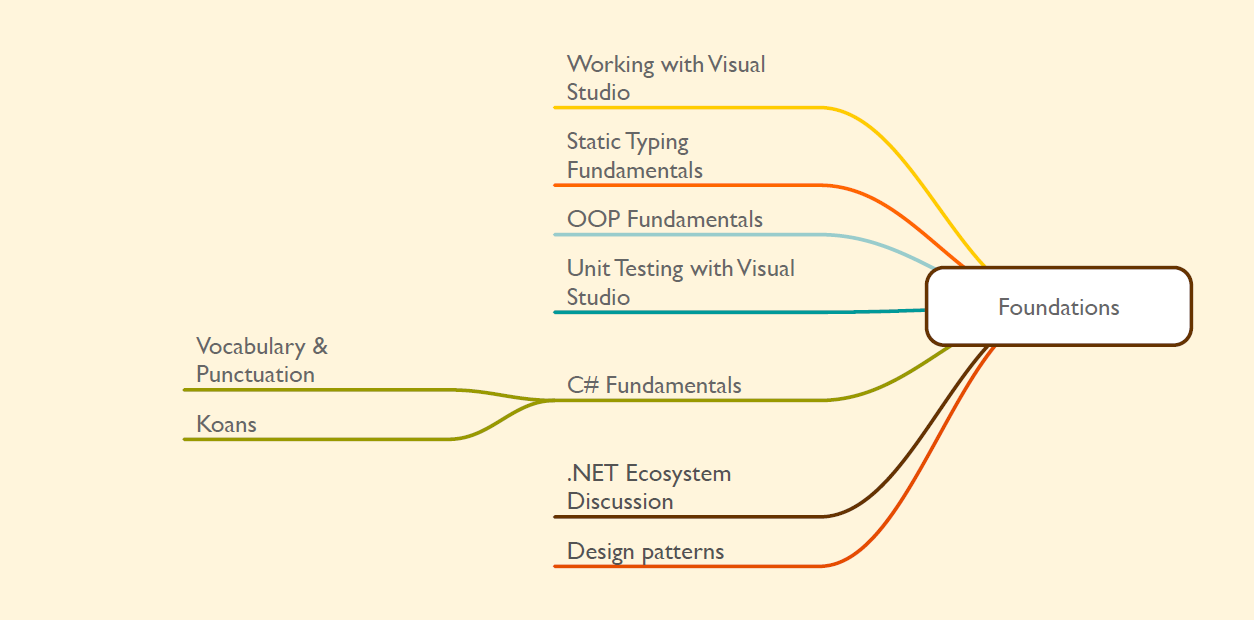 Working with Visual
Studio
Static Typing
Fundamentals
OOP Fundamentals
Unit Testing with Visual
Studio
Foundations
Vocabulary &
Punctuation
C# Fundamentals
Koans
.NET Ecosystem
Discussion
Design patterns